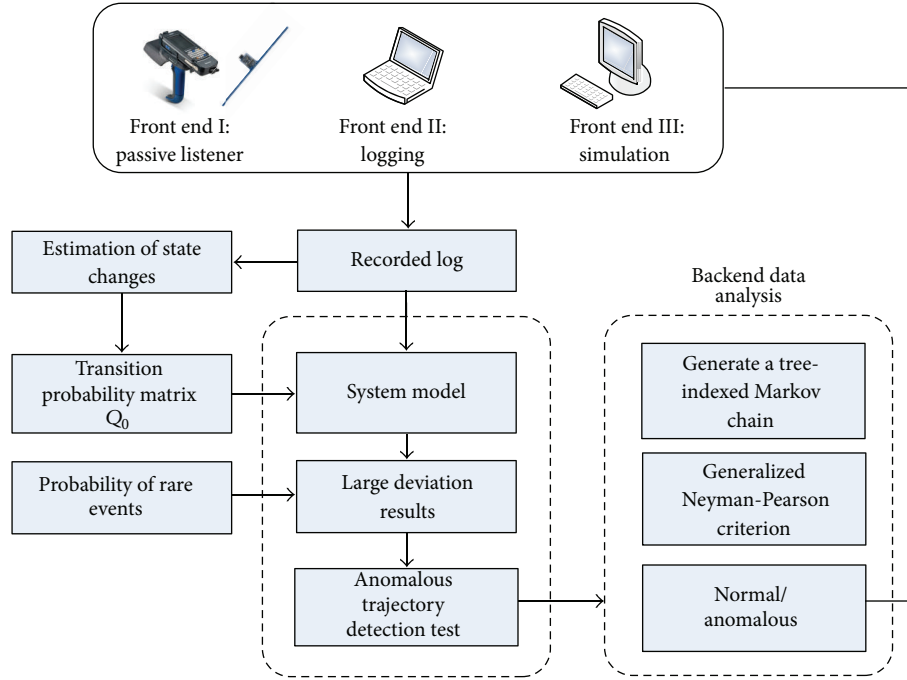 Front end I:
passive listener
Front end II:
logging
Front end III:
simulation
Estimation of state
changes
Recorded log
Backend data
analysis
Transition
probability matrix
Q0
System model
Generate a tree-
indexed Markov
chain
Probability of rare
events
Large deviation
results
Generalized
Neyman-Pearson
criterion
Anomalous
trajectory
detection test
Normal/
anomalous